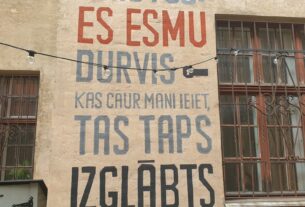 ES ESMU
DURVIS –
KAS CAUR MANI IEIET,
TAS TAPS
IZGLĀBTS